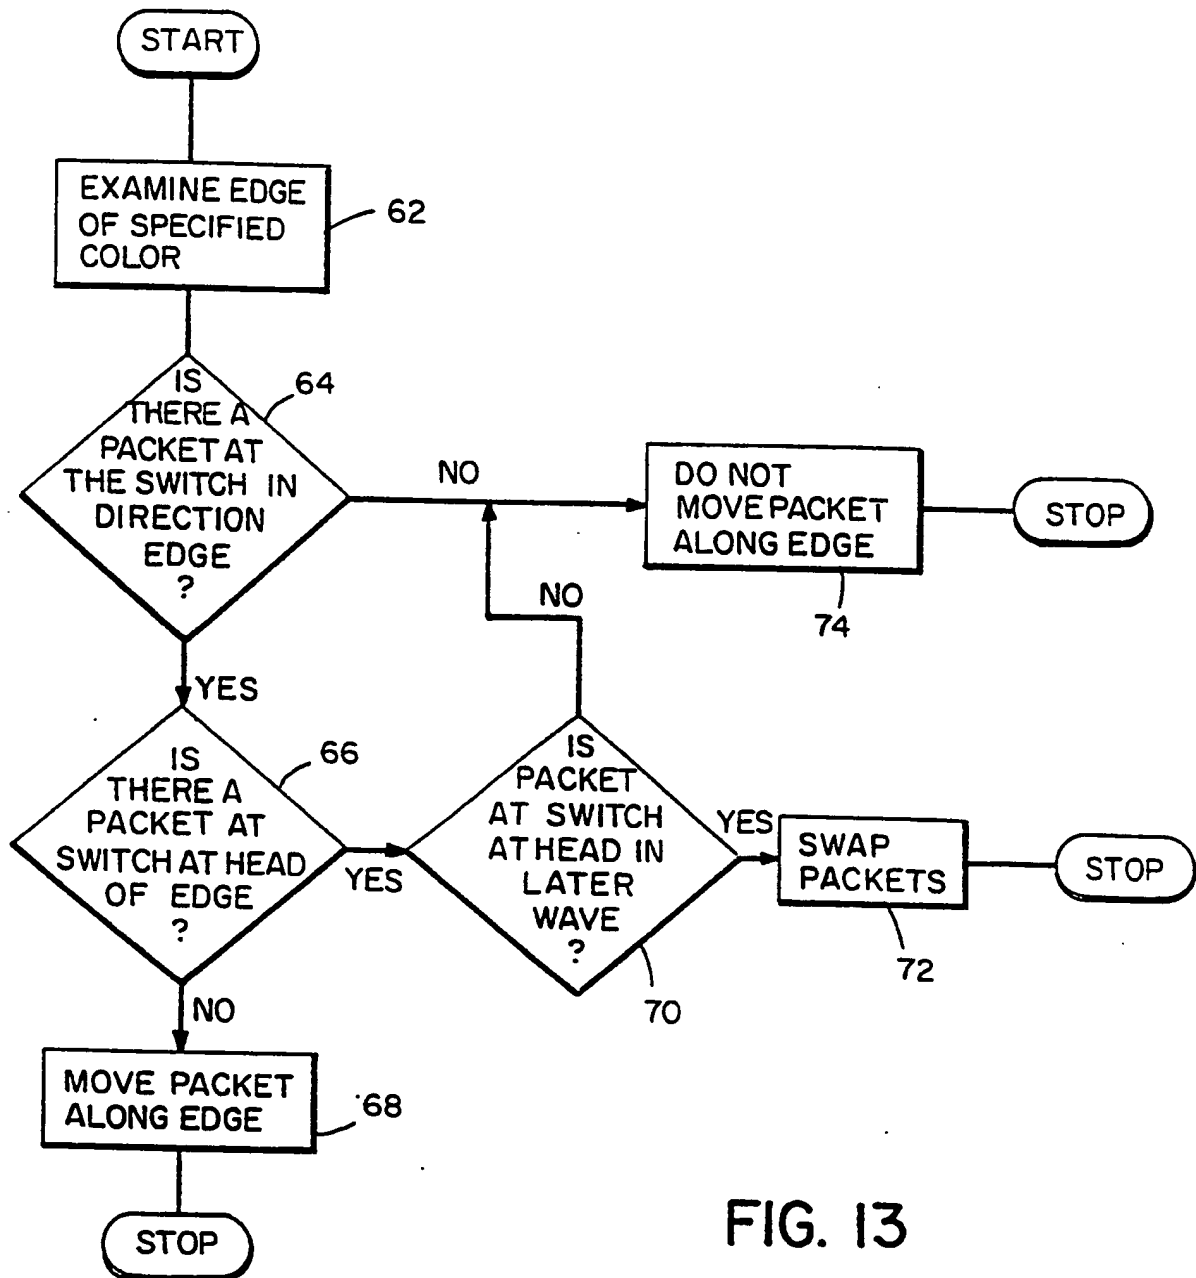 START
EXAMINE EDGE
OF SPECIFIED
COLOR
62
IS
THERE A
PACKET AT
THE SWITCH IN
DIRECTION
EDGE
?
64
NO
DO NOT
MOVE PACKET
ALONG EDGE
74
STOP
NO
YES
IS
THERE A
PACKET AT
SWITCH AT HEAD
OF EDGE
?
66
YES
IS
PACKET
AT SWITCH
AT HEAD IN
LATER
WAVE
?
70
YES
SWAP
PACKETS
72
STOP
NO
MOVE PACKET
ALONG EDGE
68
STOP
FIG. 13